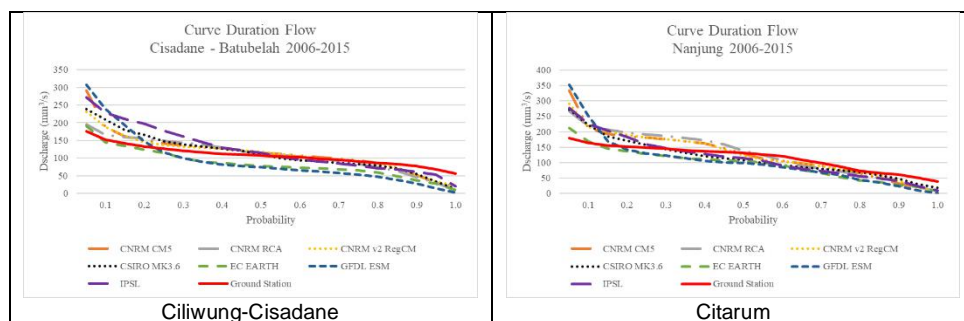 Curve Duration Flow
Cisadane - Batubelah 2006-2015
Dscharge (mm³/s)
350
300
250
200
150
100
50
0
0.1 0.2 0.3 0.4 0.5 0.6 0.7 0.8 0.9 1.0
Probability
CNRM CM5 CNRM RCA CNRM v2 RegCM
CSIRO MK3.6 EC EARTH GFDL ESM
IPSL Ground Station
Ciliwung-Cisadane
Curve Duration Flow
Nanjung 2006-2015
Dscharge (mm³/s)
400
350
300
250
200
150
100
50
0
0.1 0.2 0.3 0.4 0.5 0.6 0.7 0.8 0.9 1.0
Probability
CNRM CM5 CNRM RCA CNRM v2 RegCM
CSIRO MK3.6 EC EARTH GFDL ESM
IPSL Ground Station
Citarum